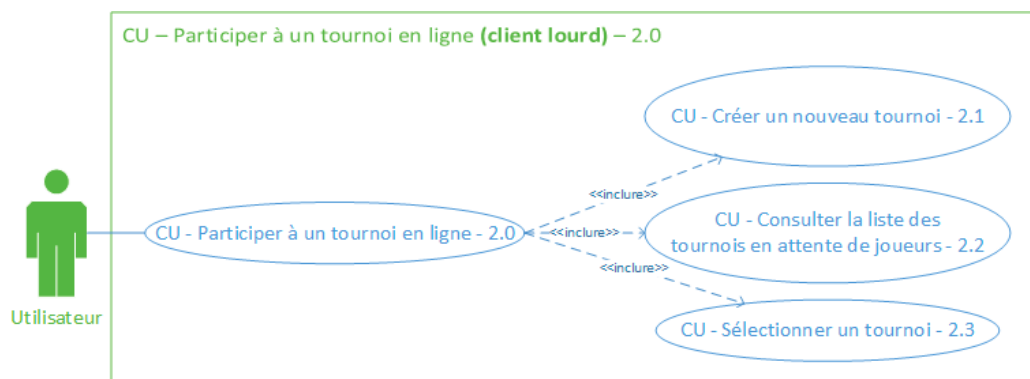 CU – Participer à un tournoi en ligne (client lourd) – 2.0
CU - Créer un nouveau tournoi - 2.1
<<inclure>>
CU - Participer à un tournoi en ligne - 2.0
<<inclure>>
CU - Consulter la liste des
tournois en attente de joueurs - 2.2
<<inclure>>
Utilisateur
CU - Sélectionner un tournoi - 2.3